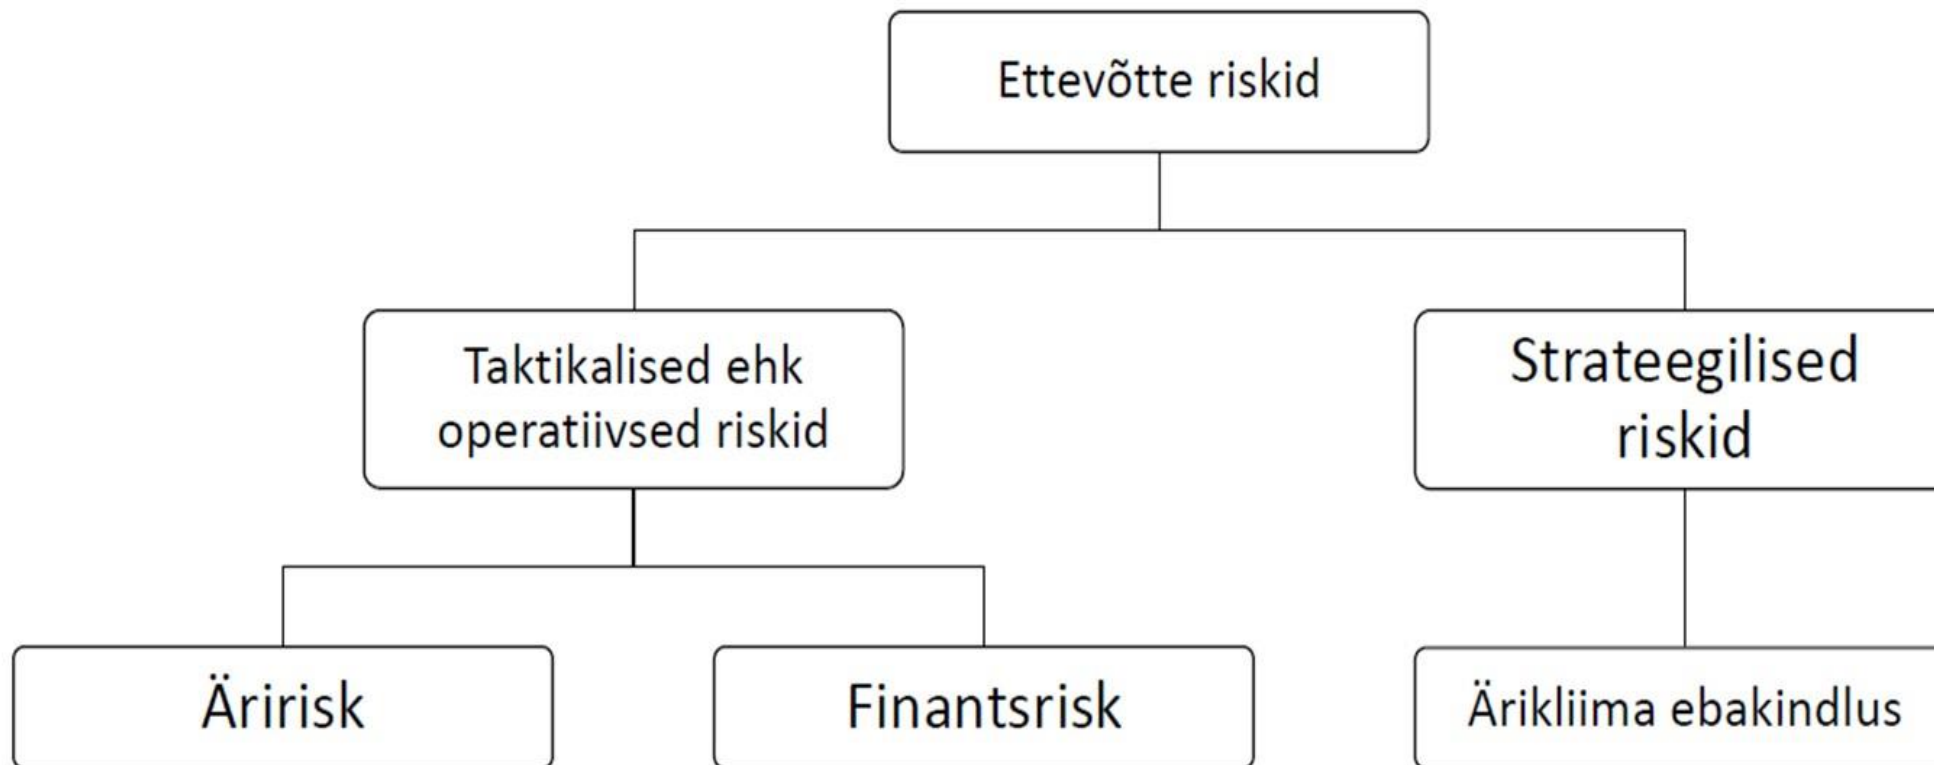 Ettevõtte riskid
Taktikalised ehk
operatiivsed riskid
Strateegilised
riskid
Äririsk
Finantsrisk
Ärikliima ebakindlus